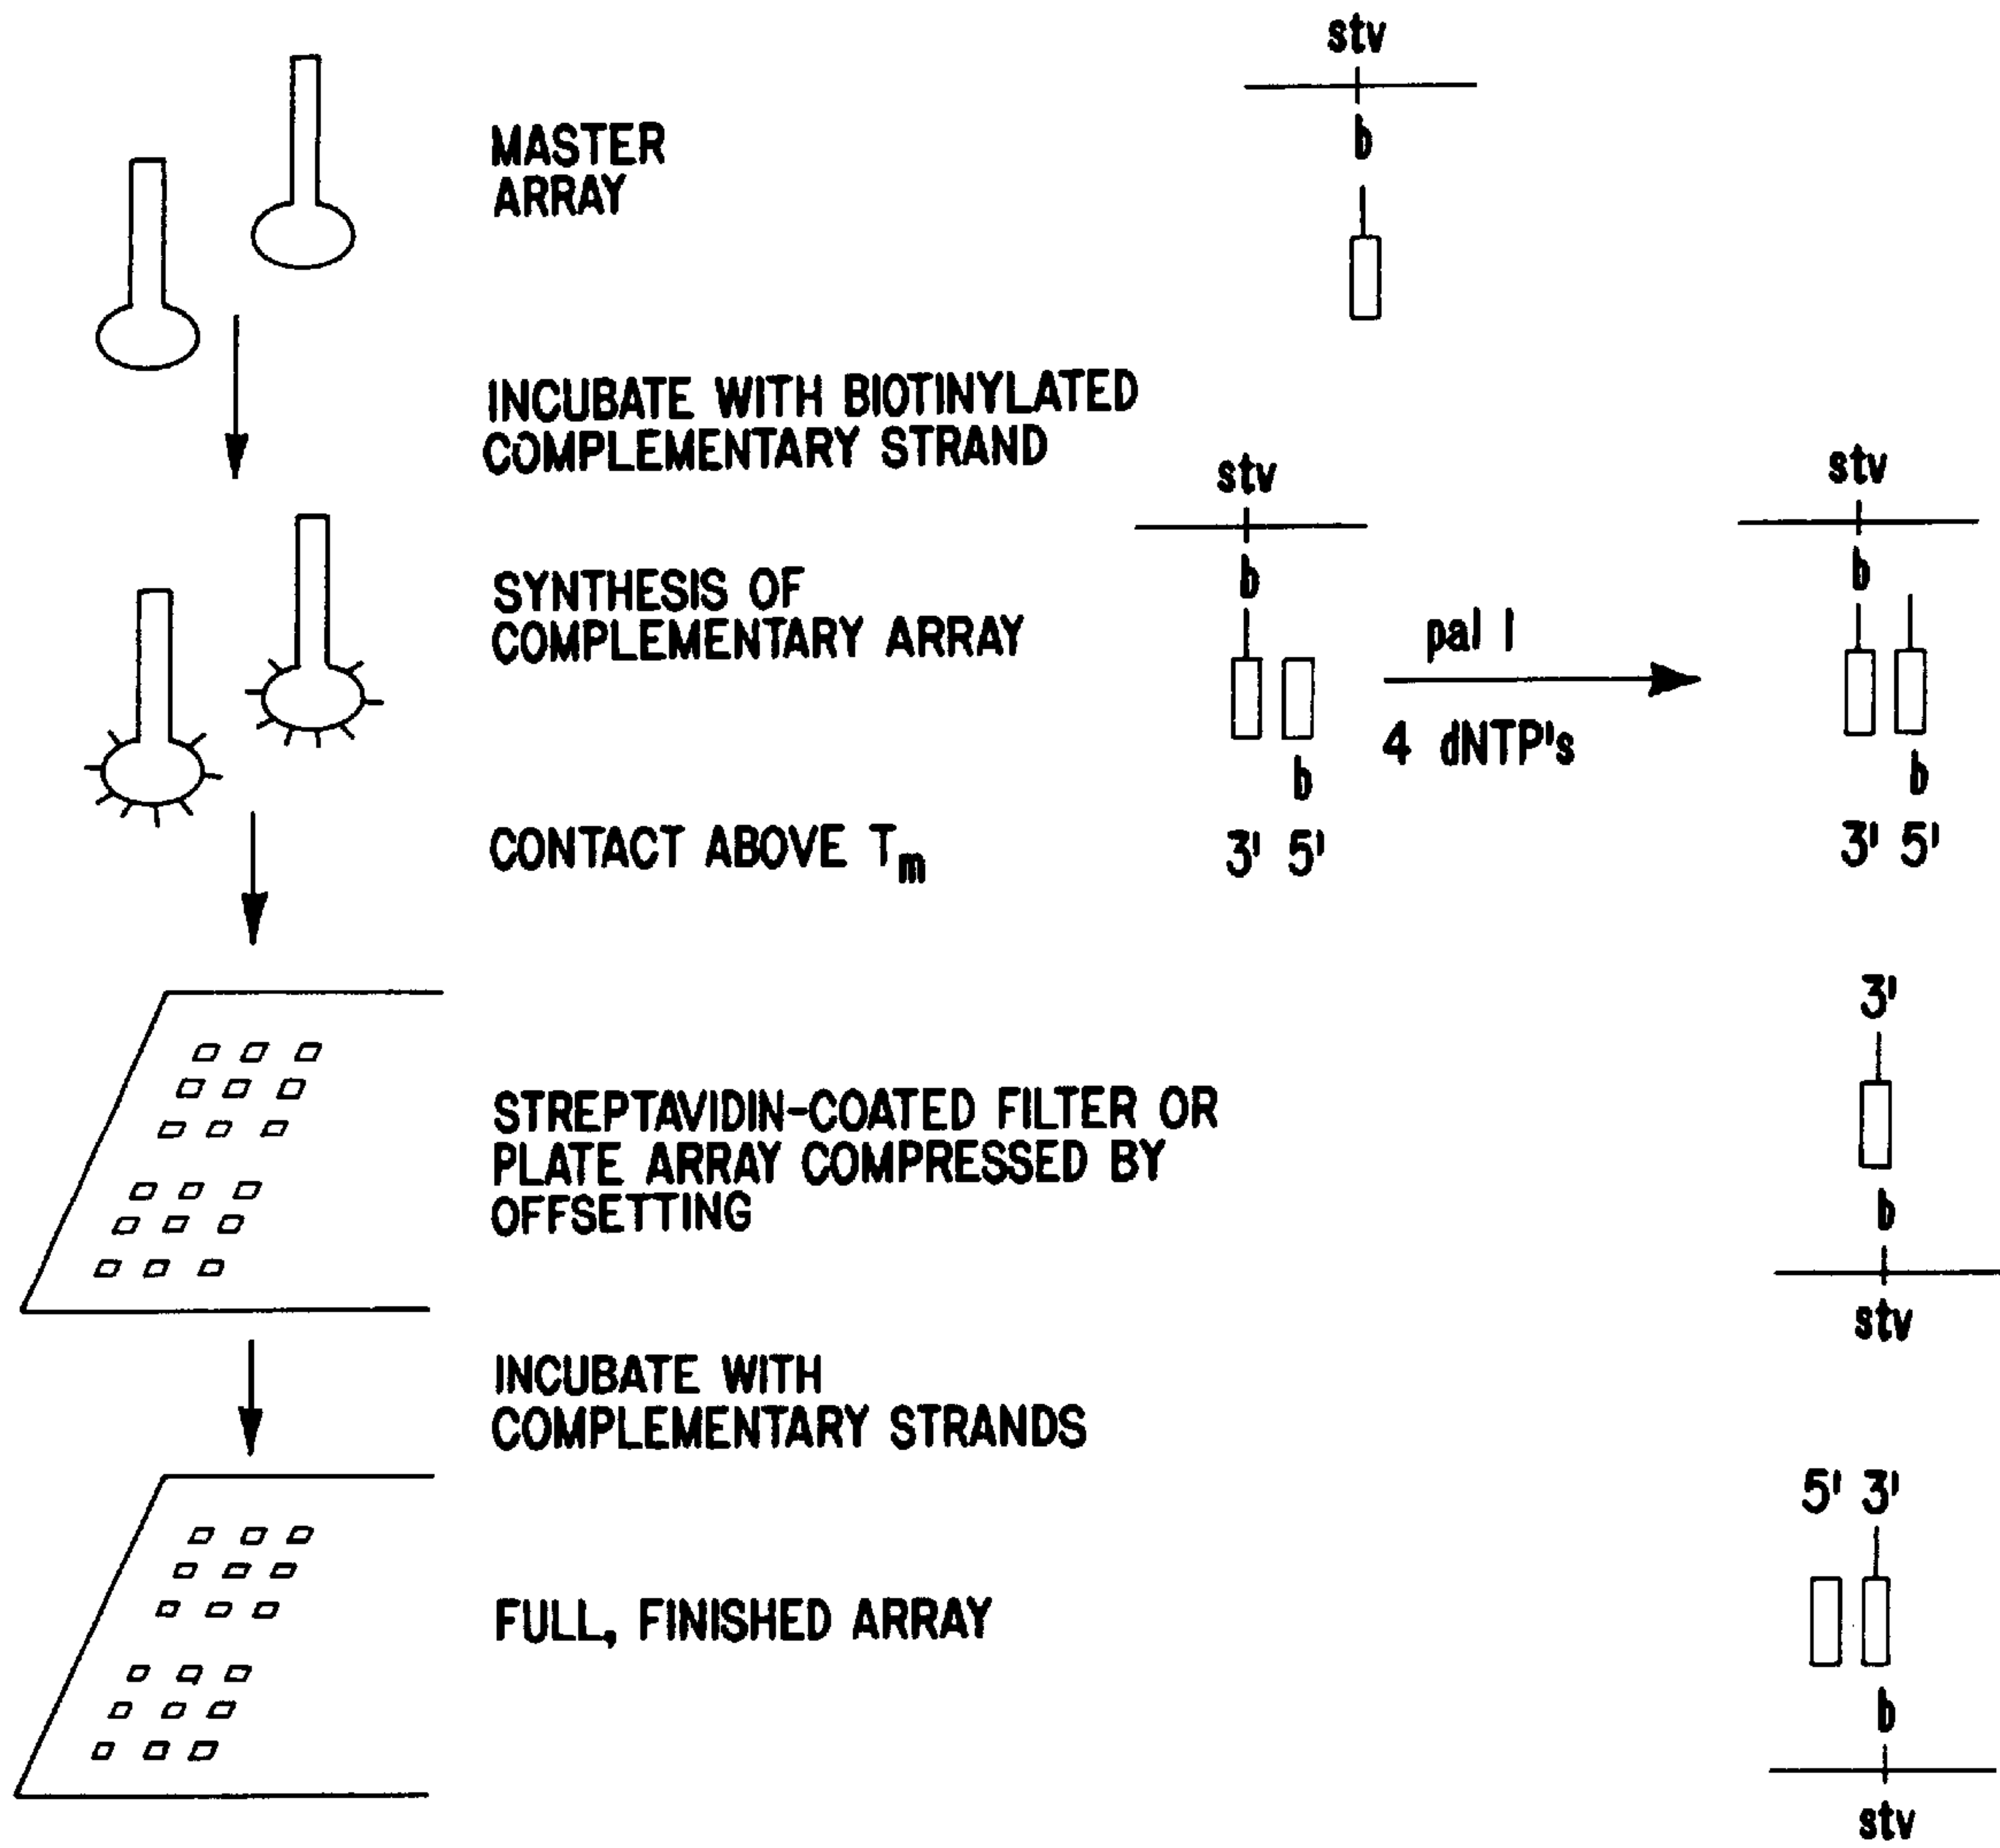 stv
b
MASTER
ARRAY
INCUBATE WITH BIOTINYLATED
COMPLEMENTARY STRAND
stv
b
SYNTHESIS OF
COMPLEMENTARY ARRAY
b
3' 5'
pal I
4 dNTP's
stv
b
b
3' 5'
CONTACT ABOVE Tm
STREPTAVIDIN-COATED FILTER OR
PLATE ARRAY COMPRESSED BY
OFFSETTING
3'
b
stv
INCUBATE WITH
COMPLEMENTARY STRANDS
FULL, FINISHED ARRAY
5' 3'
b
stv